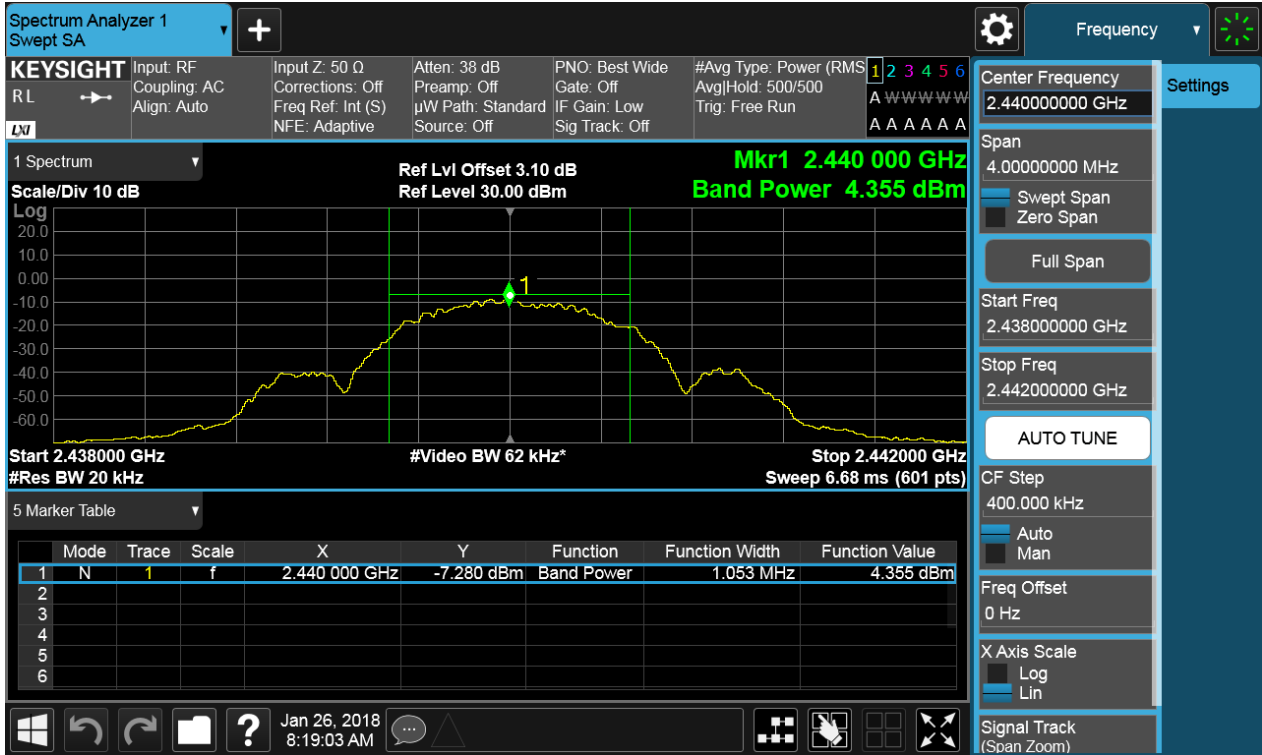 Spectrum Analyzer 1
Swept SA
Frequency
KEYSIGHT
RL
LXI
Input: RF
Coupling: AC
Align: Auto
Input Z: 50 Ω
Corrections: Off
Freq Ref: Int (S)
NFE: Adaptive
Atten: 38 dB
Preamp: Off
µW Path: Standard
Source: Off
PNO: Best Wide
Gate: Off
IF Gain: Low
Sig Track: Off
#Avg Type: Power (RMS
Avg|Hold: 500/500
Trig: Free Run
1 2 3 4 5 6
A W W W W W
A A A A A A
1 Spectrum
Scale/Div 10 dB
Ref Lvl Offset 3.10 dB
Ref Level 30.00 dBm
Mkr1 2.440 000 GHz
Band Power 4.355 dBm
Log
20.0
10.0
0.00
-10.0
-20.0
-30.0
-40.0
-50.0
-60.0
1
Start 2.438000 GHz
#Video BW 62 kHz*
Stop 2.442000 GHz
#Res BW 20 kHz
Sweep 6.68 ms (601 pts)
5 Marker Table
Mode Trace Scale X Y Function Function Width Function Value
1 N 1 f 2.440 000 GHz -7.280 dBm Band Power 1.053 MHz 4.355 dBm
2
3
4
5
6
Jan 26, 2018
8:19:03 AM
Center Frequency
2.440000000 GHz
Settings
Span
4.00000000 MHz
Swept Span
Zero Span
Full Span
Start Freq
2.438000000 GHz
Stop Freq
2.442000000 GHz
AUTO TUNE
CF Step
400.000 kHz
Auto
Man
Freq Offset
0 Hz
X Axis Scale
Log
Lin
Signal Track
(Span Zoom)